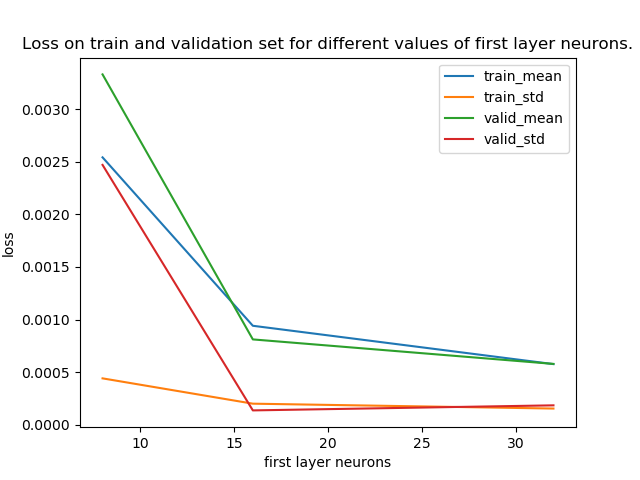 Loss on train and validation set for different values of first layer neurons.
train_mean
train_std
valid_mean
valid_std
0.0030
0.0025
0.0020
0.0015
0.0010
0.0005
0.0000
loss
10 15 20 25 30
first layer neurons